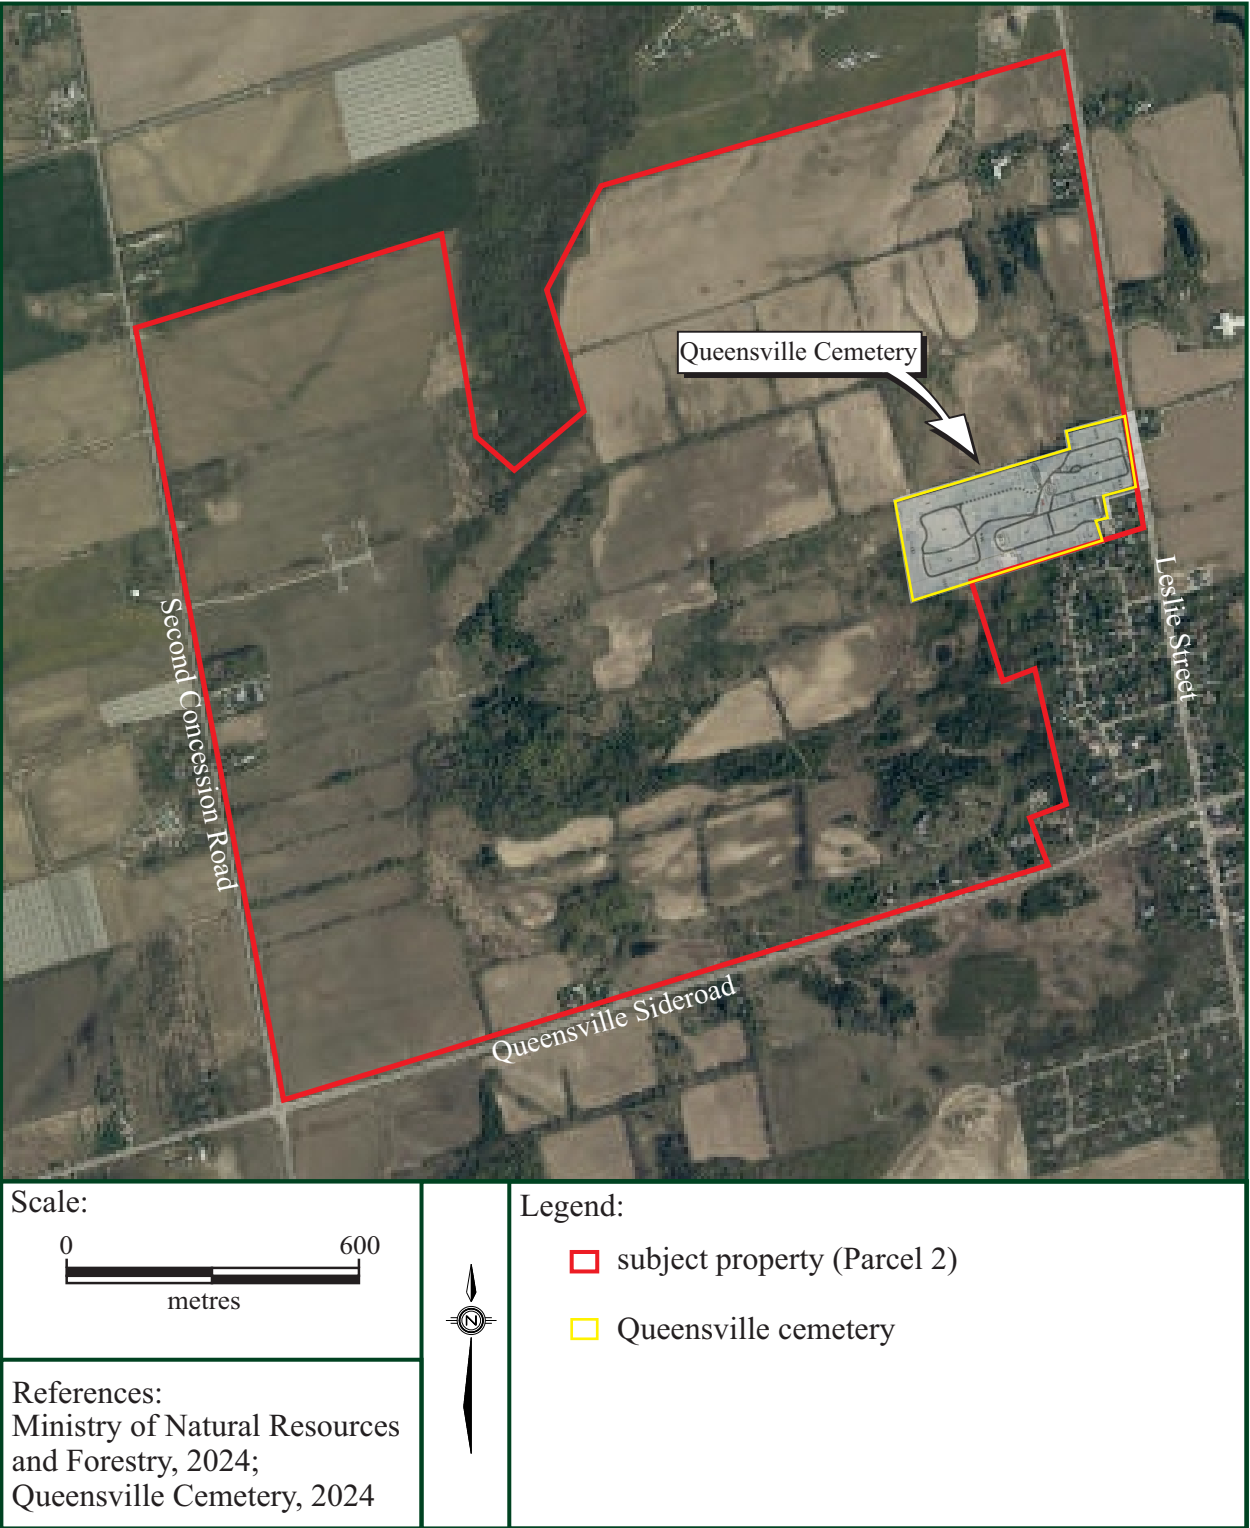 Queensville Cemetery
Leslie Street
Second Concession Road
Queensville Sideroad
Scale:
0 600
metres
N
Legend:
subject property (Parcel 2)
Queensville cemetery
References:
Ministry of Natural Resources
and Forestry, 2024;
Queensville Cemetery, 2024